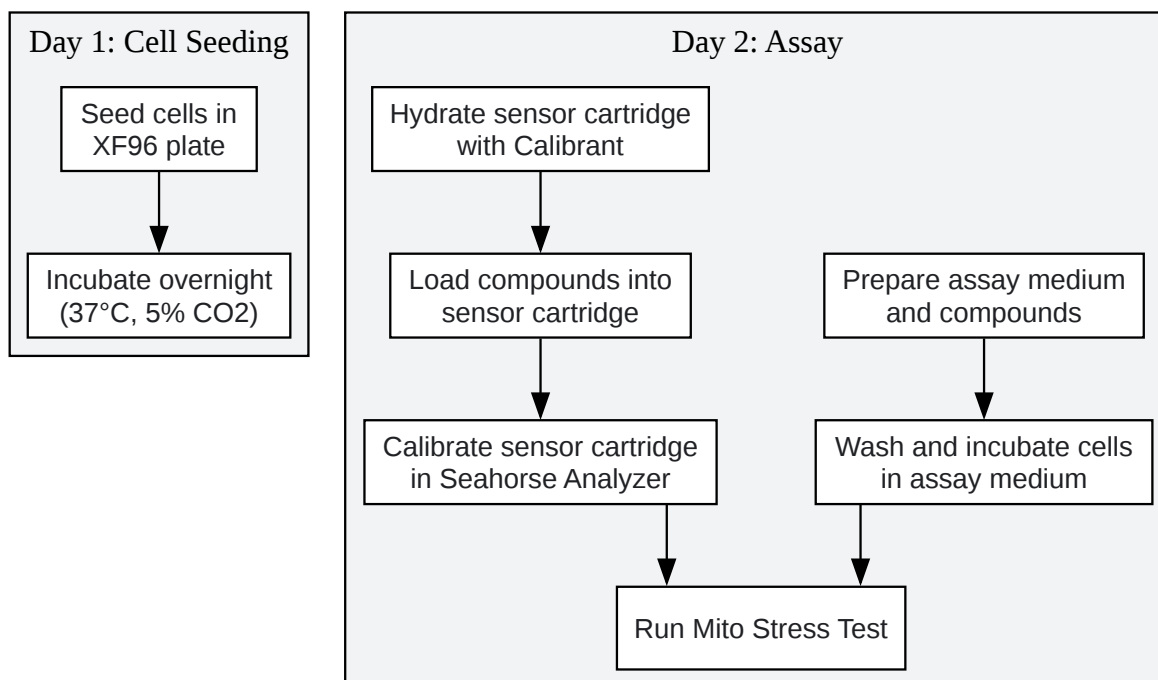 Day 1: Cell Seeding
Seed cells in
XF96 plate
Incubate overnight
(37°C, 5% CO2)
Day 2: Assay
Hydrate sensor cartridge
with Calibrant
Load compounds into
sensor cartridge
Prepare assay medium
and compounds
Calibrate sensor cartridge
in Seahorse Analyzer
Wash and incubate cells
in assay medium
Run Mito Stress Test